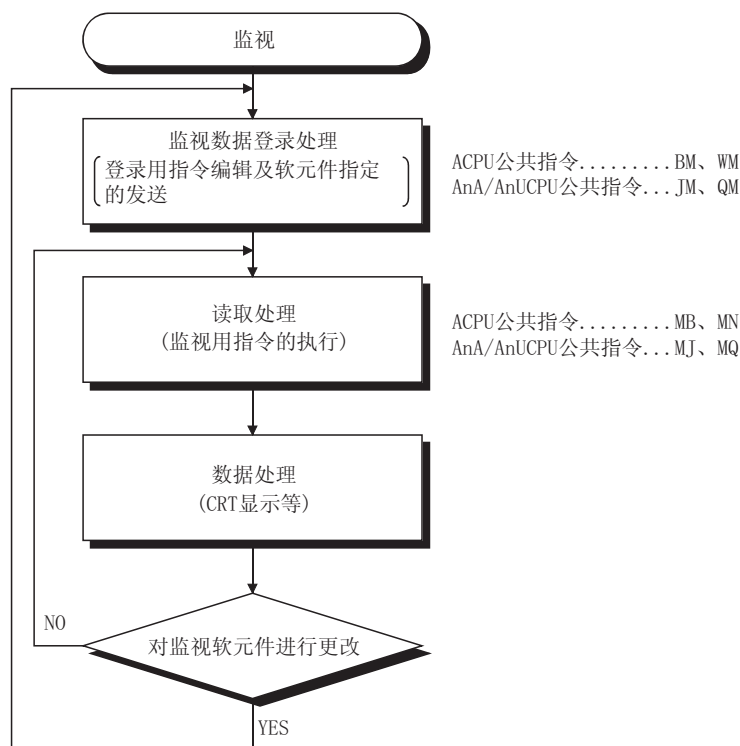 监视
监视数据登录处理
登录用指令编辑及软元件指定
的发送
ACPU公共指令.........BM、WM
AnA/AnUCPU公共指令...JM、QM
读取处理
(监视用指令的执行)
ACPU公共指令.........MB、MN
AnA/AnUCPU公共指令...MJ、MQ
数据处理
(CRT显示等)
NO
对监视软元件进行更改
YES